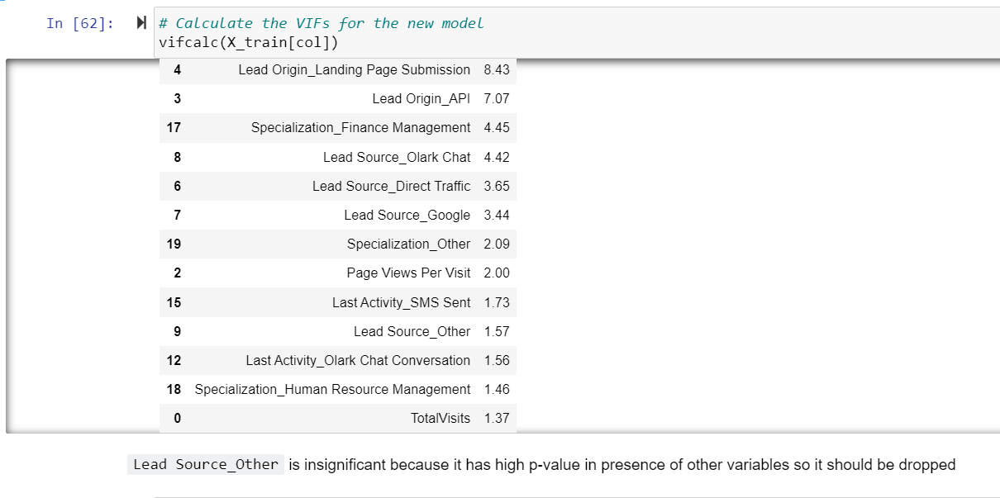 In [62]:
# Calculate the VIFs for the new model
vifcalc(X_train[col])
4 Lead Origin_Landing Page Submission 8.43
3 Lead Origin_API 7.07
17 Specialization_Finance Management 4.45
8 Lead Source_Olark Chat 4.42
6 Lead Source_Direct Traffic 3.65
7 Lead Source_Google 3.44
19 Specialization_Other 2.09
2 Page Views Per Visit 2.00
15 Last Activity_SMS Sent 1.73
9 Lead Source_Other 1.57
12 Last Activity_Olark Chat Conversation 1.56
18 Specialization_Human Resource Management 1.46
0 TotalVisits 1.37
Lead Source_Other is insignificant because it has high p-value in presence of other variables so it should be dropped